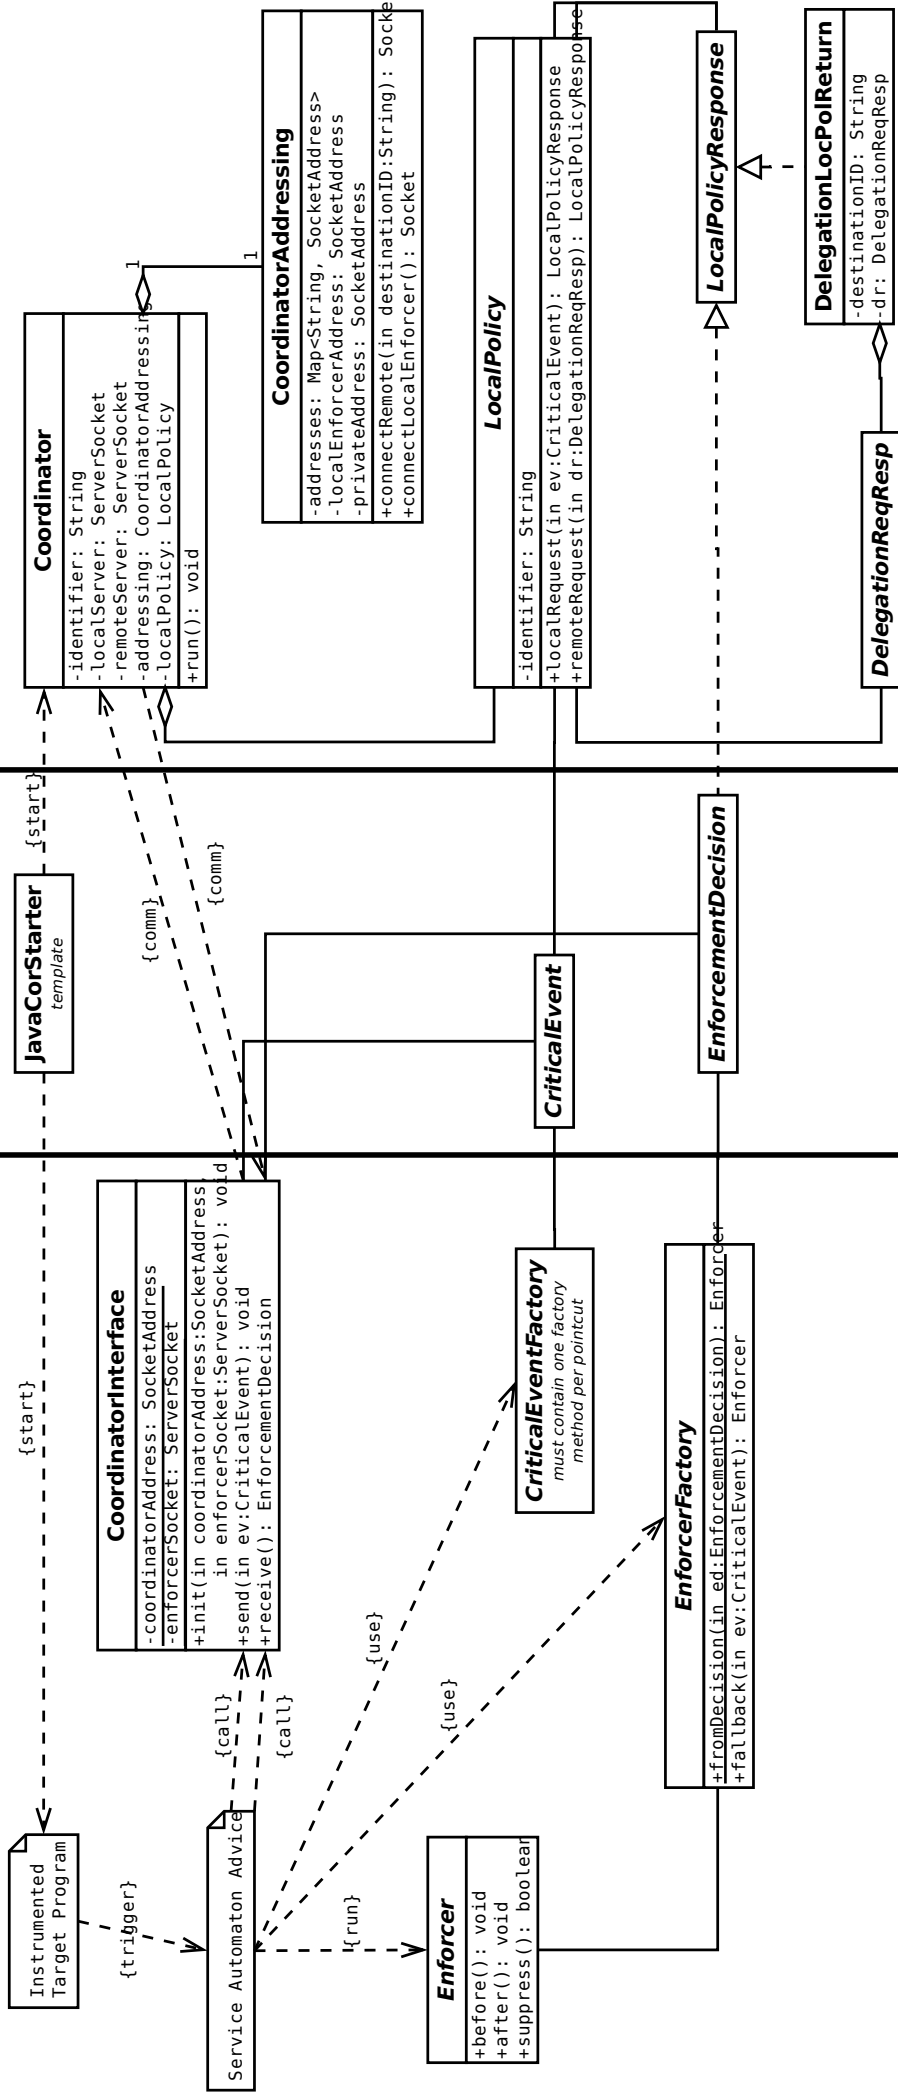 Instrumented
Target Program
{start}
JavaCorStarter
template
{start}
Coordinator
-identifier: String
-localServer: ServerSocket
-remoteServer: ServerSocket
-addressing: CoordinatorAddressing
-localPolicy: LocalPolicy
+run(): void
1
1
{trigger}
{comm}
{comm}
CoordinatorInterface
-coordinatorAddress: SocketAddress
-enforcerSocket: ServerSocket
+init(in coordinatorAddress:SocketAddress,
in enforcerSocket:ServerSocket): void
+send(in ev:CriticalEvent): void
+receive(): EnforcementDecision
{call}
{call}
Service Automaton Advice
CoordinatorAddressing
-addresses: Map<String, SocketAddress>
-localEnforcerAddress: SocketAddress
-privateAddress: SocketAddress
+connectRemote(in destinationID:String): Socke
+connectLocalEnforcer(): Socket
{run}
{use}
{use}
Enforcer
+before(): void
+after(): void
+suppress(): boolean
CriticalEventFactory
must contain one factory
method per pointcut
CriticalEvent
LocalPolicy
-identifier: String
+localRequest(in ev:CriticalEvent): LocalPolicyResponse
+remoteRequest(in dr:DelegationReqResp): LocalPolicyResponse
EnforcerFactory
+fromDecision(in ed:EnforcementDecision): Enforcer
+fallback(in ev:CriticalEvent): Enforcer
EnforcementDecision
LocalPolicyResponse
DelegationLocPolReturn
-destinationID: String
-dr: DelegationReqResp
DelegationReqResp